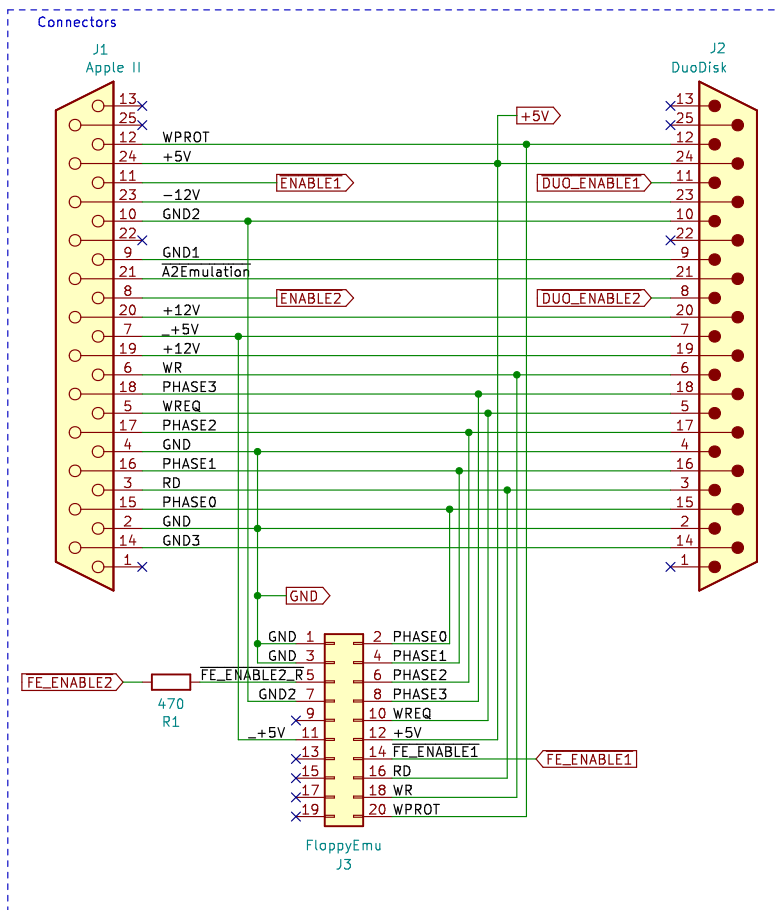 Connectors
J1
Apple II
J2
DuoDisk
13 13
25 +5V 25
12 WPROT 12
24 +5V 24
11 ENABLE1 DUO_ENABLE1 11
23 -12V 23
10 GND2 10
22 22
9 GND1 9
21 A2Emulation 21
8 ENABLE2 DUO_ENABLE2 8
20 +12V 20
7 _+5V 7
19 +12V 19
6 WR 6
18 PHASE3 18
5 WREQ 5
17 PHASE2 17
4 GND 4
16 PHASE1 16
3 RD 3
15 PHASE0 15
2 GND 2
14 GND3 14
1 1
GND
GND 1 2 PHASE0
GND 3 4 PHASE1
FE_ENABLE2 FE_ENABLE2_R 5 6 PHASE2
470
R1
GND2 7 8 PHASE3
9 10 WREQ
_+5V 11 12 +5V
13 14 FE_ENABLE1 FE_ENABLE1
15 16 RD
17 18 WR
19 20 WPROT
FloppyEmu
J3